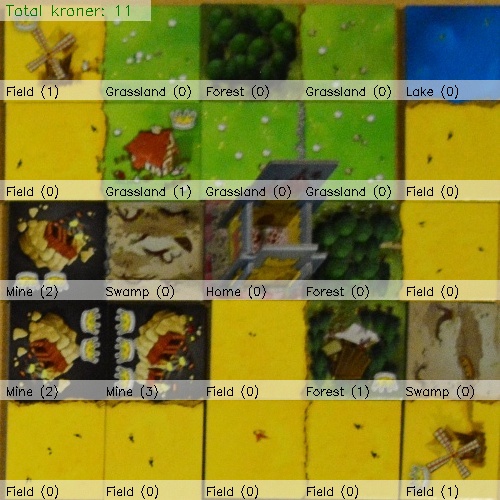 Total kroner: 11
Field (1) Grassland (0) Forest (0) Grassland (0) Lake (0)
Field (0) Grassland (1) Grassland (0) Grassland (0) Field (0)
Mine (2) Swamp (0) Home (0) Forest (0) Field (0)
Mine (2) Mine (3) Field (0) Forest (1) Swamp (0)
Field (0) Field (0) Field (0) Field (0) Field (1)